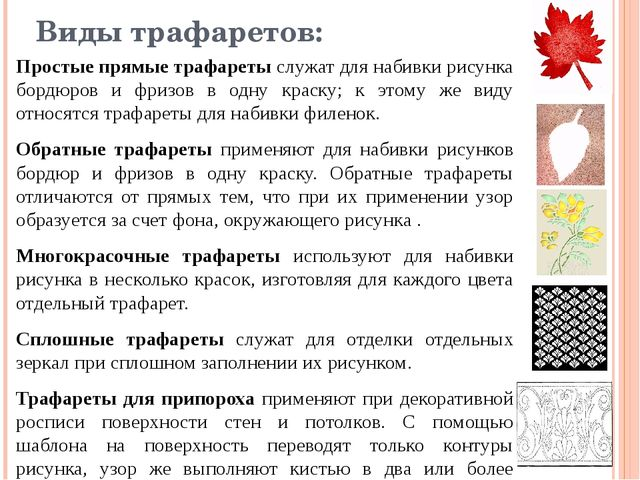 Виды трафаретов:
Простые прямые трафареты служат для набивки рисунка
бордюров и фризов в одну краску; к этому же виду
относятся трафареты для набивки филенок.
Обратные трафареты применяют для набивки рисунков
бордюр и фризов в одну краску. Обратные трафареты
отличаются от прямых тем, что при их применении узор
образуется за счет фона, окружающего рисунка .
Многокрасочные трафареты используют для набивки
рисунка в несколько красок, изготовляя для каждого цвета
отдельный трафарет.
Сплошные трафареты служат для отделки отдельных
зеркал при сплошном заполнении их рисунком.
Трафареты для припороха применяют при декоративной
росписи поверхности стен и потолков. С помощью
шаблона на поверхность переводят только контуры
рисунка, узор же выполняют кистью в два или более